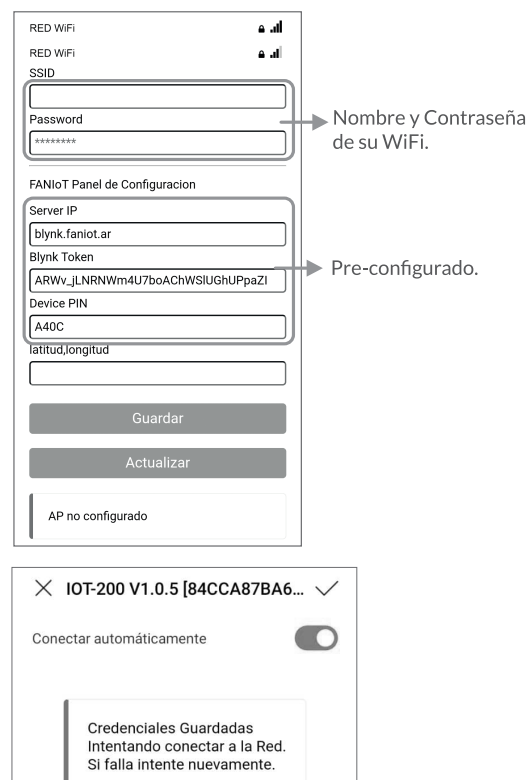 RED WiFi
RED WiFi
SSID
Password
********
Nombre y Contraseña
de su WiFi.
FANIoT Panel de Configuracion
Server IP
blynk.faniot.ar
Blynk Token
ARWv_jLNRNWm4U7boAChWSlUGhUPpaZI
Pre-configurado.
Device PIN
A40C
latitud,longitud
Guardar
Actualizar
AP no configurado
IOT-200 V1.0.5 [84CCA87BA6...
Conectar automáticamente
Credenciales Guardadas
Intentando conectar a la Red.
Si falla intente nuevamente.